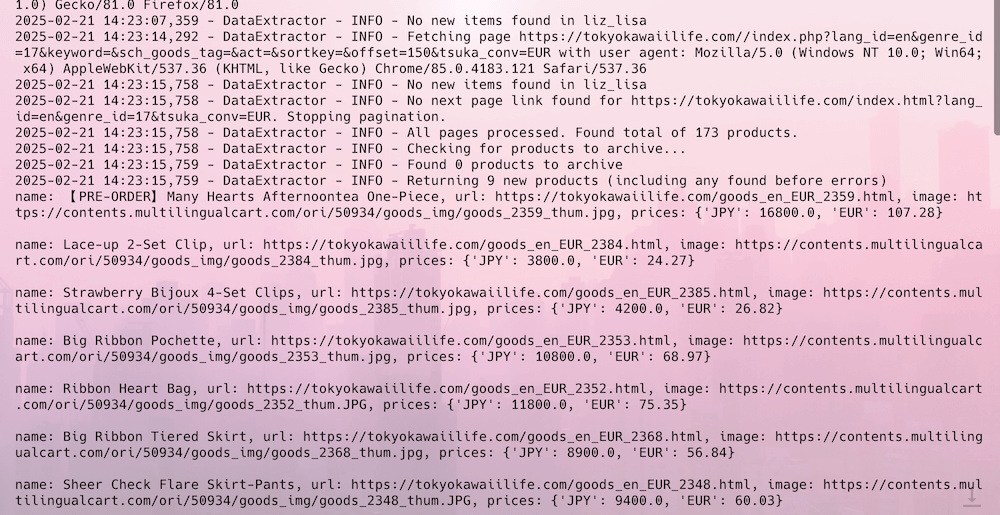 1.0) Gecko/81.0 Firefox/81.0
2025-02-21 14:23:07,359 - DataExtractor - INFO - No new items found in liz_lisa
2025-02-21 14:23:14,292 - DataExtractor - INFO - Fetching page https://tokyokawaiilife.com//index.php?lang_id=en&genre_id
=17&keyword=&sch_goods_tag=&act=&sortkey=&offset=150&tsuka_conv=EUR with user agent: Mozilla/5.0 (Windows NT 10.0; Win64;
 x64) AppleWebKit/537.36 (KHTML, like Gecko) Chrome/85.0.4183.121 Safari/537.36
2025-02-21 14:23:15,758 - DataExtractor - INFO - No new items found in liz_lisa
2025-02-21 14:23:15,758 - DataExtractor - INFO - No next page link found for https://tokyokawaiilife.com/index.html?lang_
id=en&genre_id=17&tsuka_conv=EUR. Stopping pagination.
2025-02-21 14:23:15,758 - DataExtractor - INFO - All pages processed. Found total of 173 products.
2025-02-21 14:23:15,758 - DataExtractor - INFO - Checking for products to archive...
2025-02-21 14:23:15,759 - DataExtractor - INFO - Found 0 products to archive
2025-02-21 14:23:15,759 - DataExtractor - INFO - Returning 9 new products (including any found before errors)
name: 【PRE-ORDER】Many Hearts Afternoontea One-Piece, url: https://tokyokawaiilife.com/goods_en_EUR_2359.html, image: ht
tps://contents.multilingualcart.com/ori/50934/goods_img/goods_2359_thum.jpg, prices: {'JPY': 16800.0, 'EUR': 107.28}
name: Lace-up 2-Set Clip, url: https://tokyokawaiilife.com/goods_en_EUR_2384.html, image: https://contents.multilingualca
rt.com/ori/50934/goods_img/goods_2384_thum.jpg, prices: {'JPY': 3800.0, 'EUR': 24.27}
name: Strawberry Bijoux 4-Set Clips, url: https://tokyokawaiilife.com/goods_en_EUR_2385.html, image: https://contents.mul
tilingualcart.com/ori/50934/goods_img/goods_2385_thum.jpg, prices: {'JPY': 4200.0, 'EUR': 26.82}
name: Big Ribbon Pochette, url: https://tokyokawaiilife.com/goods_en_EUR_2353.html, image: https://contents.multilingualc
art.com/ori/50934/goods_img/goods_2353_thum.jpg, prices: {'JPY': 10800.0, 'EUR': 68.97}
name: Ribbon Heart Bag, url: https://tokyokawaiilife.com/goods_en_EUR_2352.html, image: https://contents.multilingualcart
.com/ori/50934/goods_img/goods_2352_thum.JPG, prices: {'JPY': 11800.0, 'EUR': 75.35}
name: Big Ribbon Tiered Skirt, url: https://tokyokawaiilife.com/goods_en_EUR_2368.html, image: https://contents.multiling
ualcart.com/ori/50934/goods_img/goods_2368_thum.jpg, prices: {'JPY': 8900.0, 'EUR': 56.84}
name: Sheer Check Flare Skirt-Pants, url: https://tokyokawaiilife.com/goods_en_EUR_2348.html, image: https://contents.mul
tilingualcart.com/ori/50934/goods_img/goods_2348_thum.JPG, prices: {'JPY': 9400.0, 'EUR': 60.03}